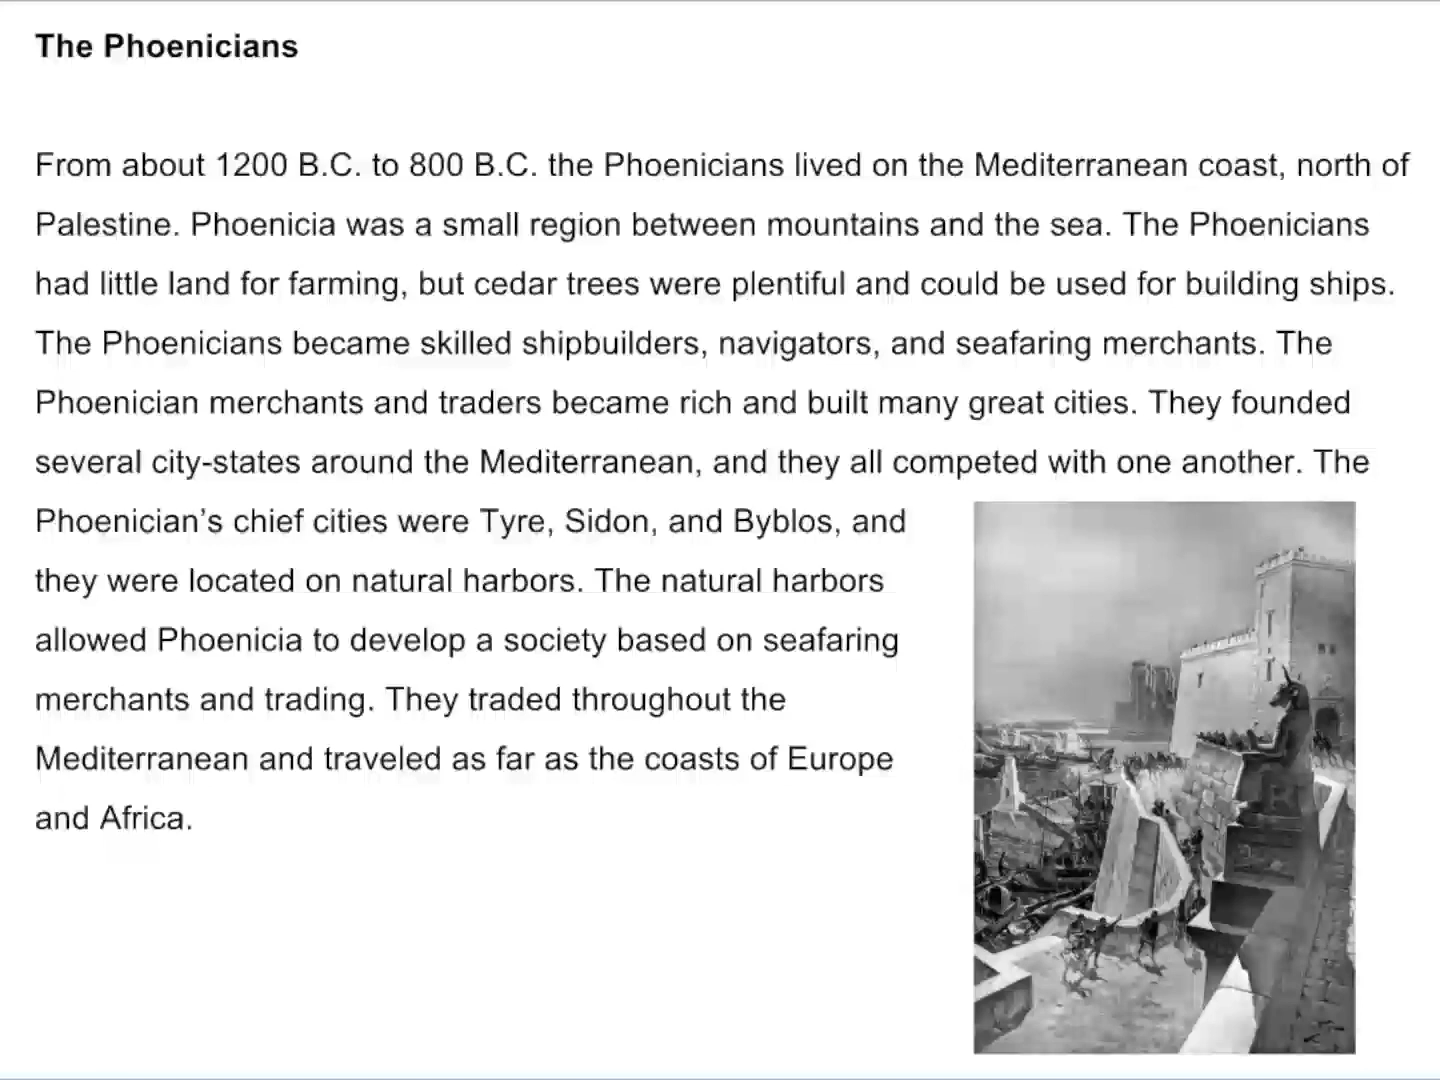 The Phoenicians
From about 1200 B.C. to 800 B.C. the Phoenicians lived on the Mediterranean coast, north of
Palestine. Phoenicia was a small region between mountains and the sea. The Phoenicians
had little land for farming, but cedar trees were plentiful and could be used for building ships.
The Phoenicians became skilled shipbuilders, navigators, and seafaring merchants. The
Phoenician merchants and traders became rich and built many great cities. They founded
several city-states around the Mediterranean, and they all competed with one another. The
Phoenician’s chief cities were Tyre, Sidon, and Byblos, and
they were located on natural harbors. The natural harbors
allowed Phoenicia to develop a society based on seafaring
merchants and trading. They traded throughout the
Mediterranean and traveled as far as the coasts of Europe
and Africa.